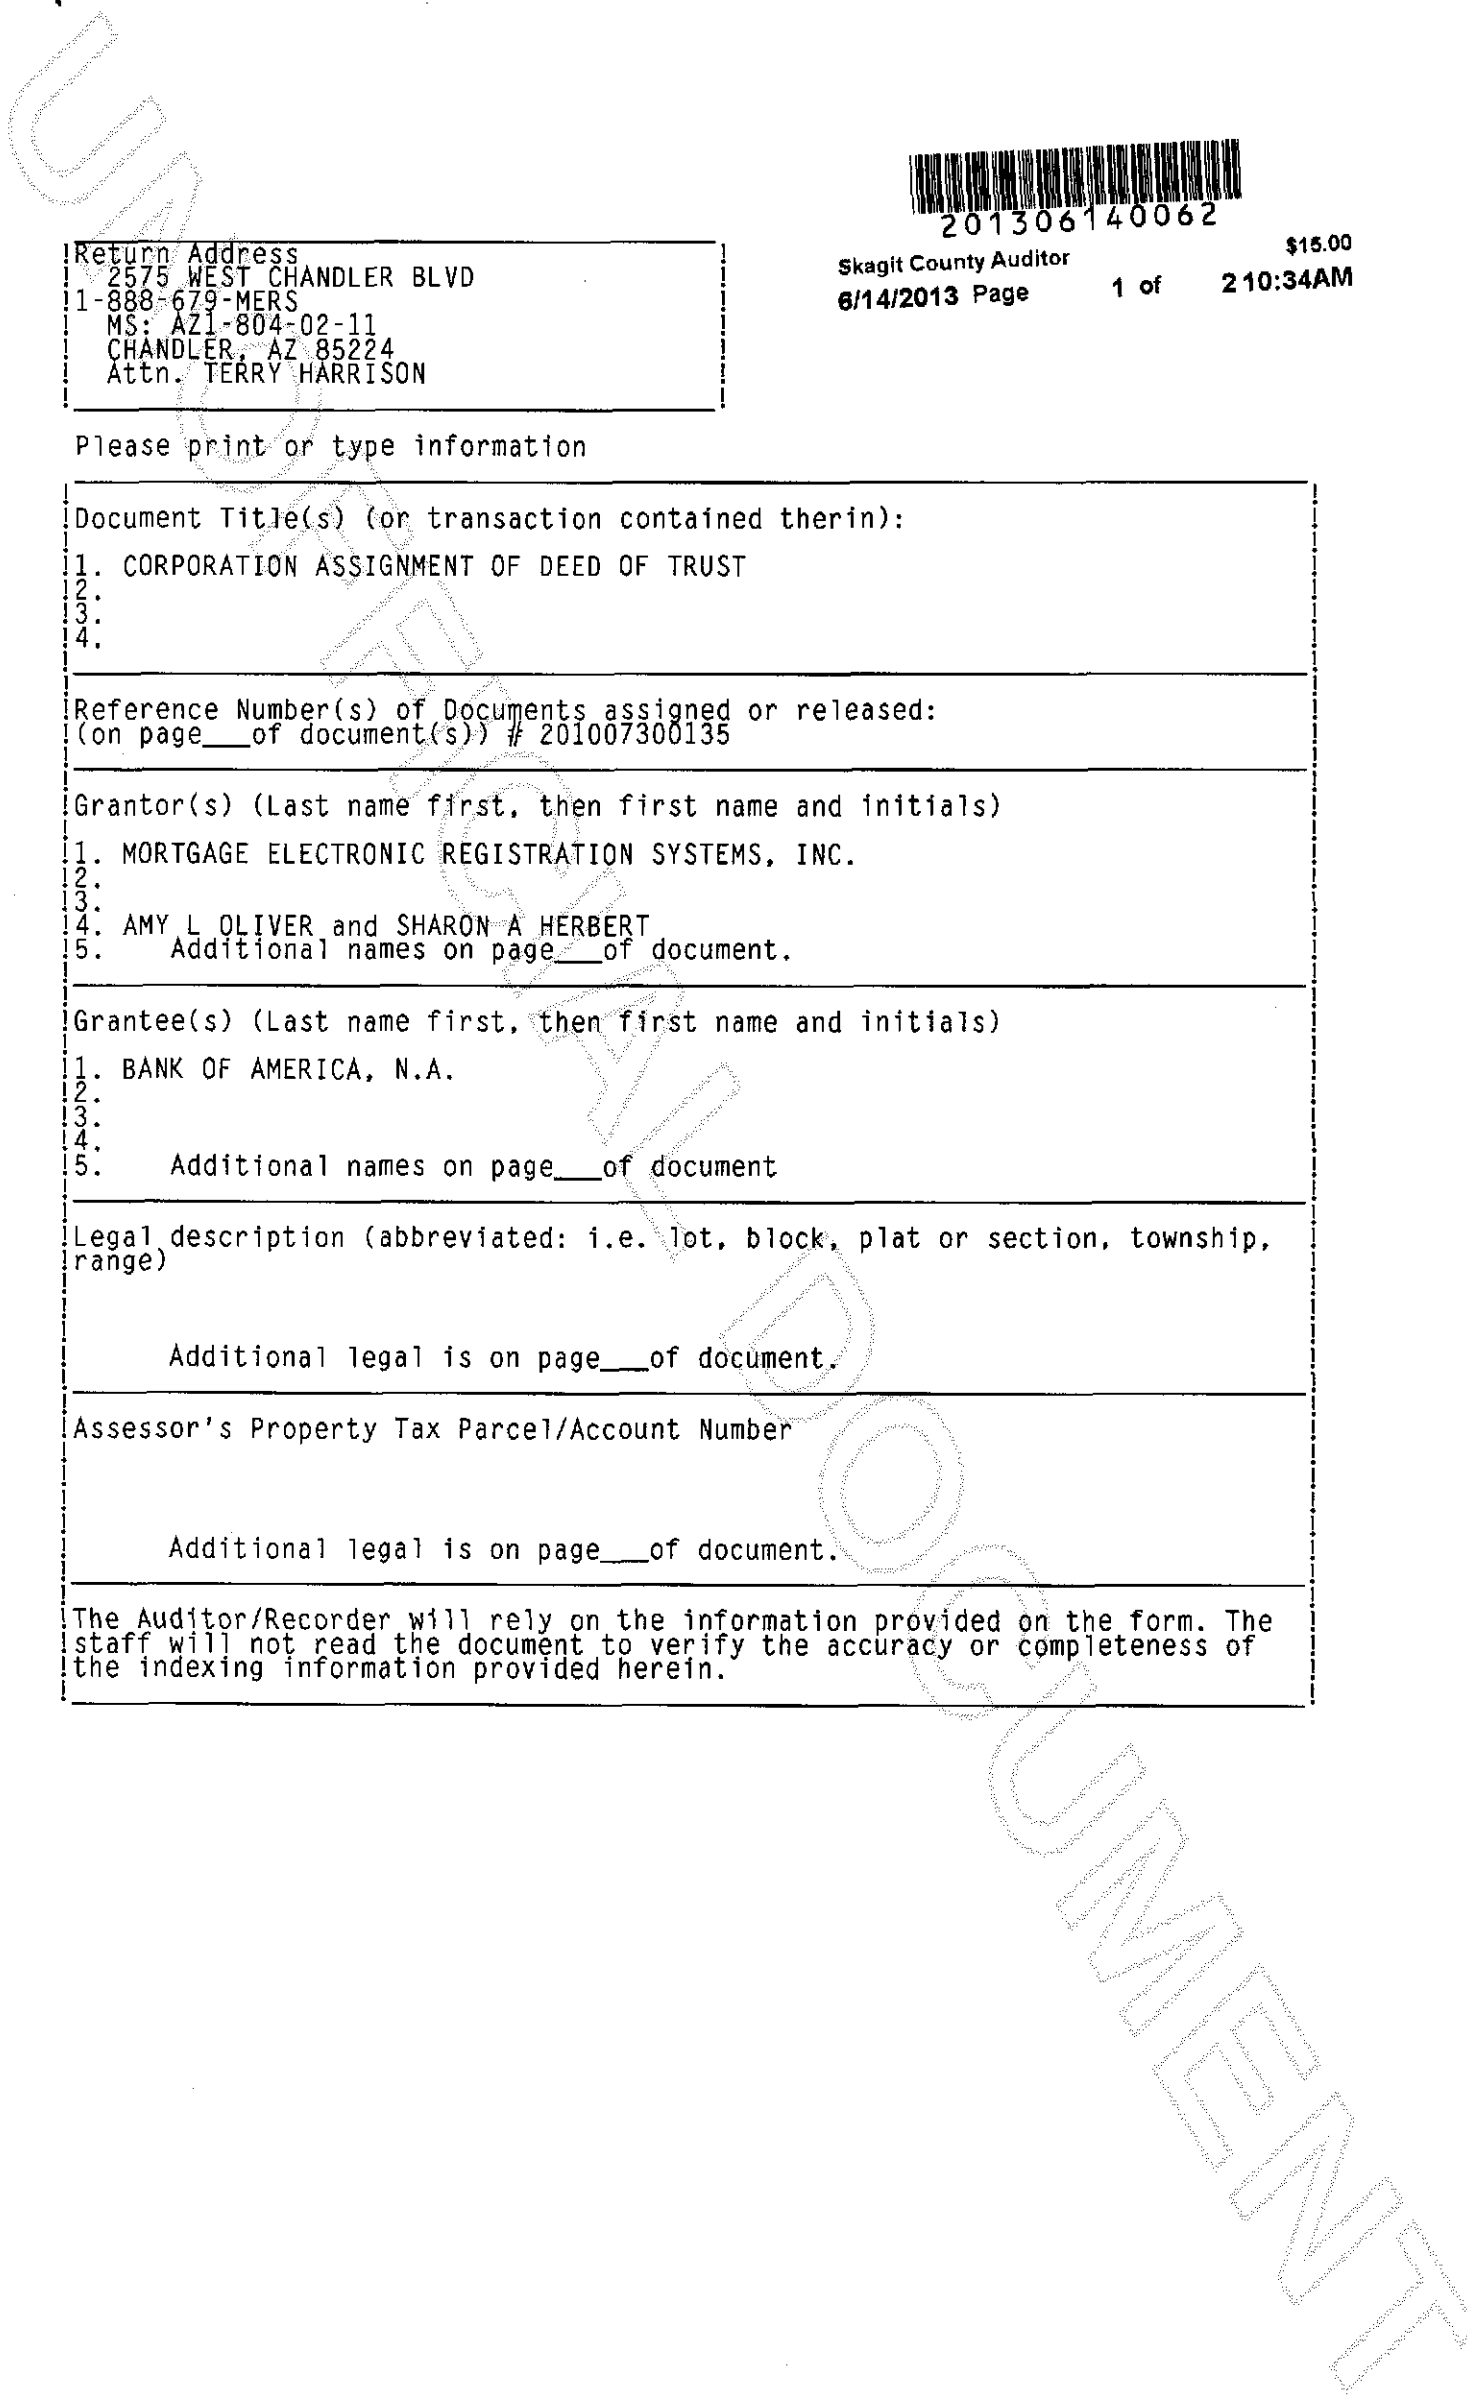 201306140062
Skagit County Auditor $15.00
6/14/2013 Page 1 of 2 10:34AM
Return Address
2575 WEST CHANDLER BLVD
1-888-679-MERS
MS: AZ1-804-02-11
CHANDLER, AZ 85224
Attn. TERRY HARRISON
Please print or type information
Document Title(s) (or transaction contained therin):
1. CORPORATION ASSIGNMENT OF DEED OF TRUST
2.
3.
4.
Reference Number(s) of Documents assigned or released:
(on page___of document(s)) # 201007300135
Grantor(s) (Last name first, then first name and initials)
1. MORTGAGE ELECTRONIC REGISTRATION SYSTEMS, INC.
2.
3.
4. AMY L OLIVER and SHARON A HERBERT
5. Additional names on page___of document.
Grantee(s) (Last name first, then first name and initials)
1. BANK OF AMERICA, N.A.
2.
3.
4.
5. Additional names on page___of document
Legal description (abbreviated: i.e. lot, block, plat or section, township,
range)
Additional legal is on page___of document.
Assessor's Property Tax Parcel/Account Number
Additional legal is on page___of document.
The Auditor/Recorder will rely on the information provided on the form. The
staff will not read the document to verify the accuracy or completeness of
the indexing information provided herein.
UNOFFICIAL DOCUMENT